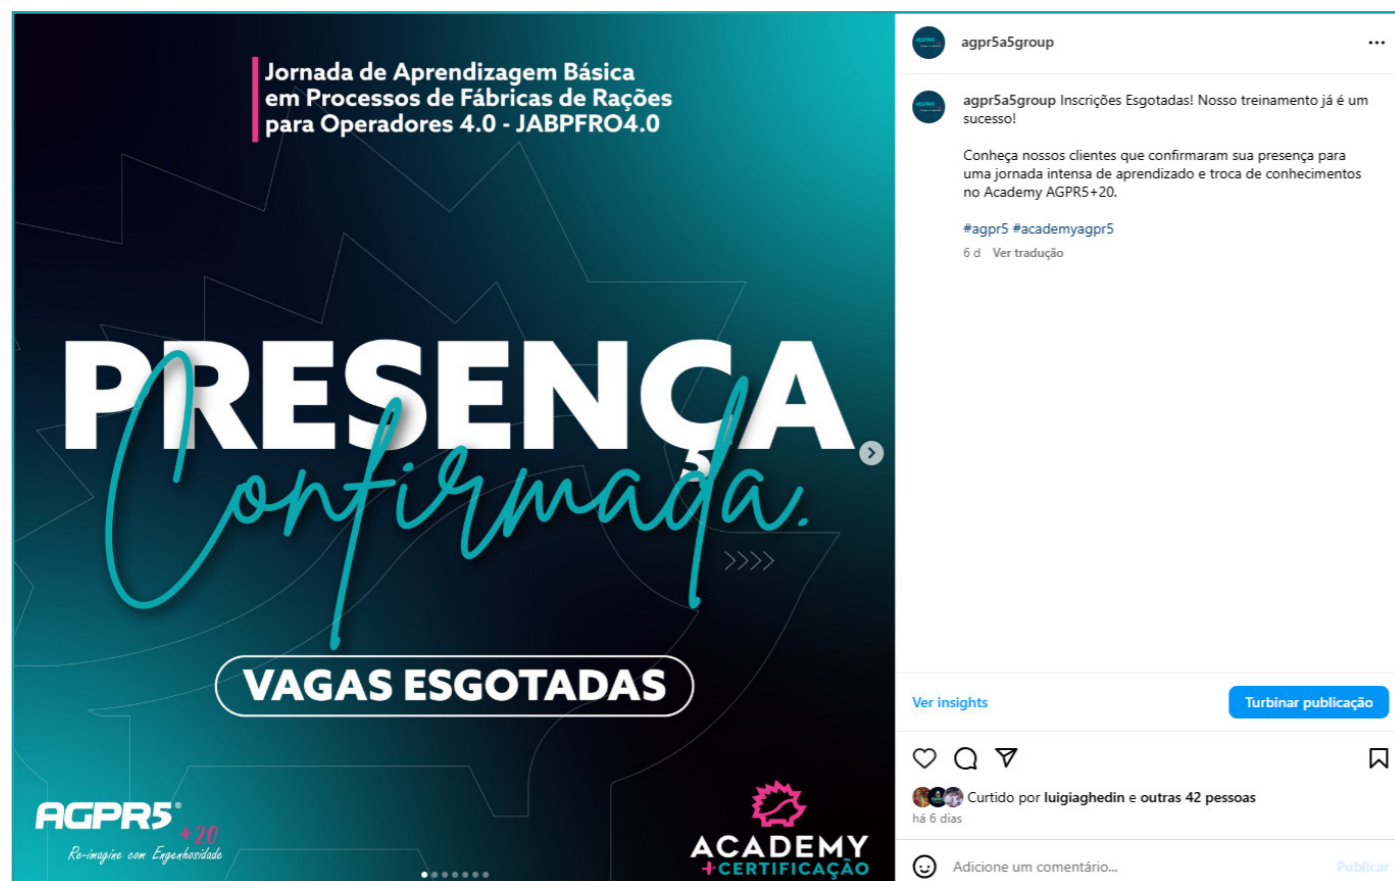 Jornada de Aprendizagem Básica
em Processos de Fábricas de Rações
para Operadores 4.0 - JABPFRO4.0
PRESENÇA
Confirmada.
VAGAS ESGOTADAS
AGPR5®
+20
Re-imagine com Engenhosidade
ACADEMY
+CERTIFICAÇÃO
agpr5a5group
agpr5a5group Inscrições Esgotadas! Nosso treinamento já é um
sucesso!
Conheça nossos clientes que confirmaram sua presença para
uma jornada intensa de aprendizado e troca de conhecimentos
no Academy AGPR5+20.
#agpr5 #academyagpr5
6 d Ver tradução
Ver insights
Turbinar publicação
Curtido por luigiaghedin e outras 42 pessoas
há 6 dias
Adicione um comentário...
Publicar